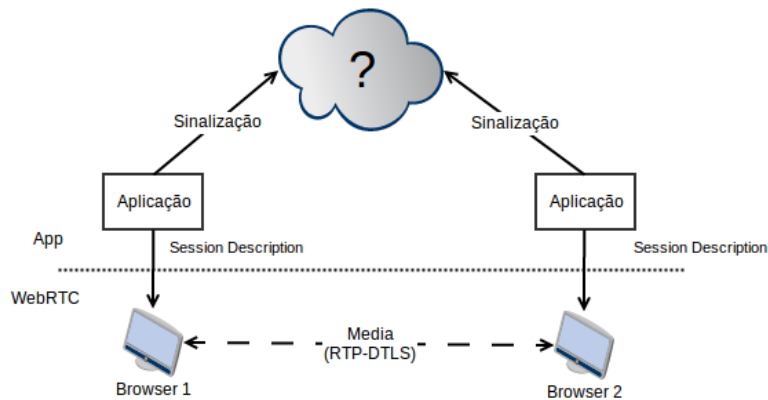 ?
Sinalização
Sinalização
Aplicação
Aplicação
App
Session Description
Session Description
WebRTC
Media
(RTP-DTLS)
Browser 1
Browser 2